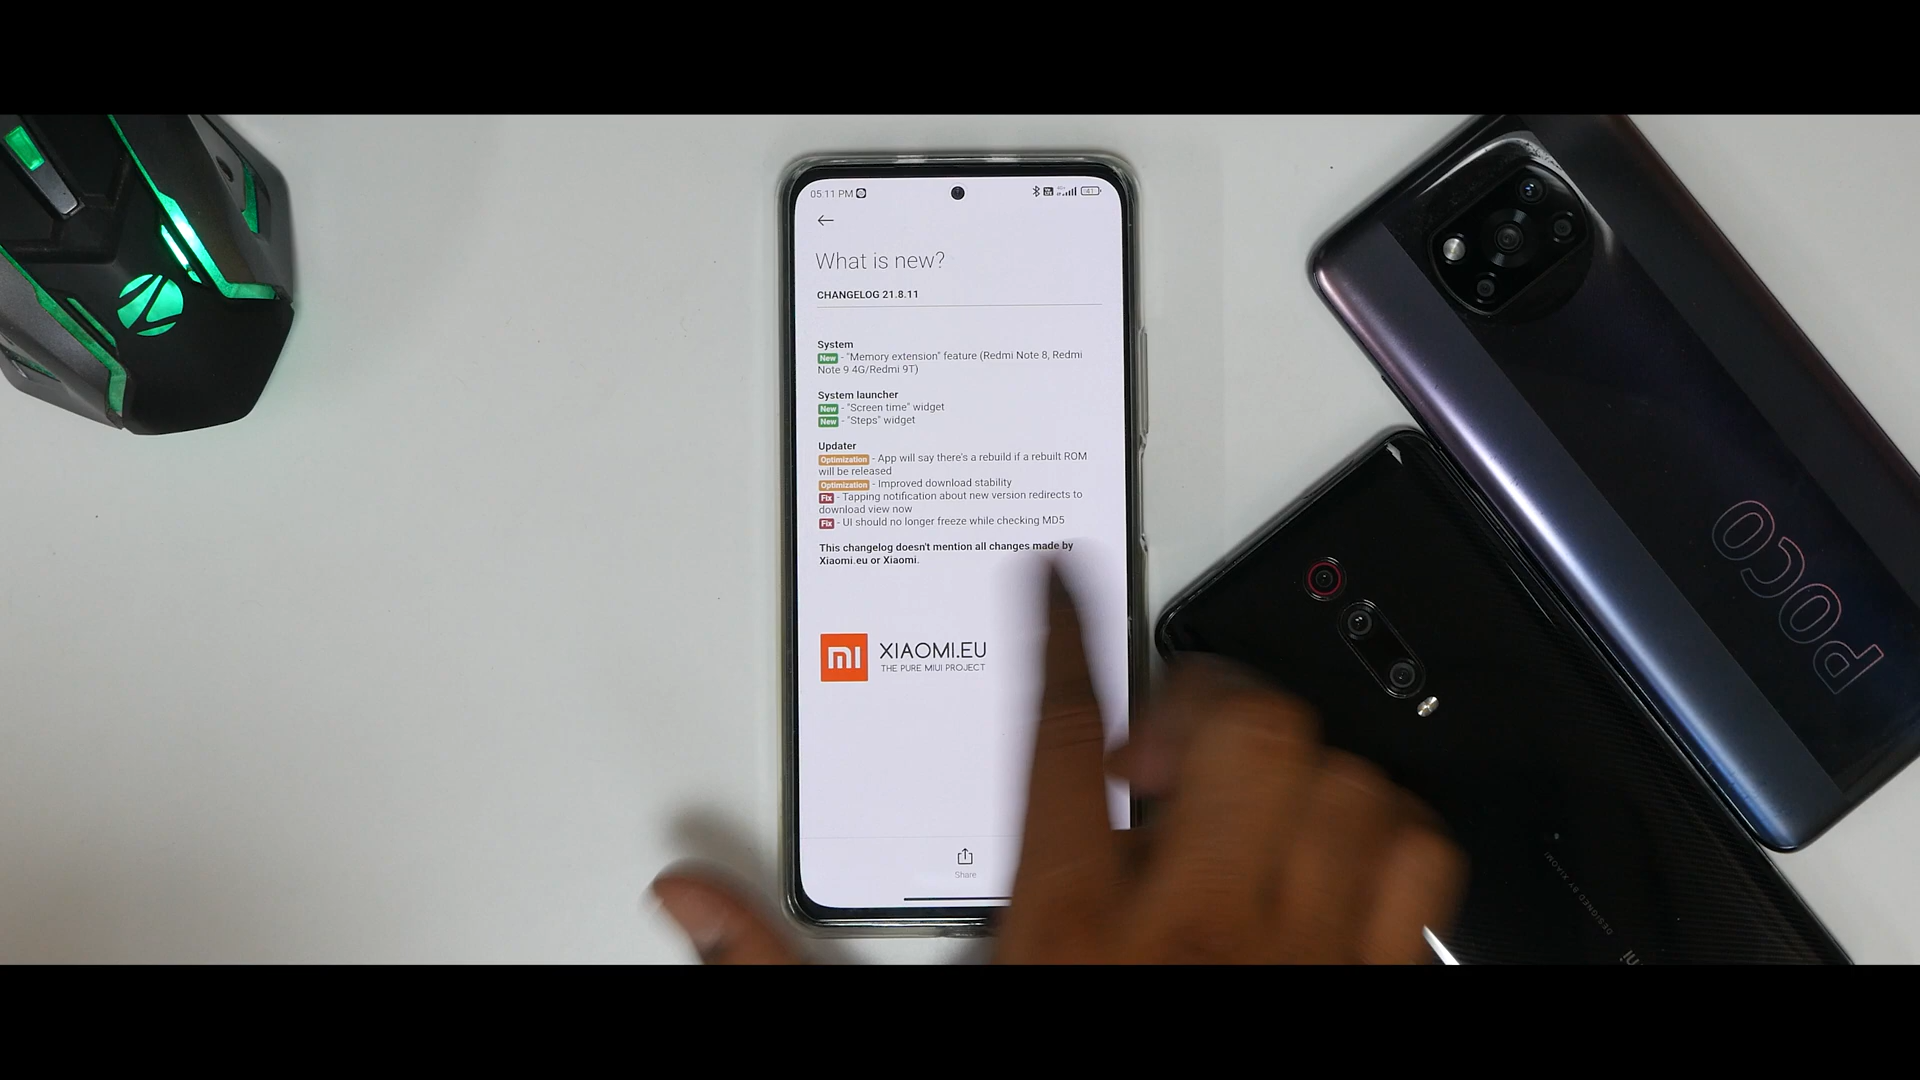 05:11 PM
What is new?
CHANGELOG 21.8.11
System
New - "Memory extension" feature (Redmi Note 8, Redmi
Note 9 4G/Redmi 9T)
System launcher
New - "Screen time" widget
New - "Steps" widget
Updater
Optimization - App will say there's a rebuild if a rebuilt ROM
will be released
Optimization - Improved download stability
Fix - Tapping notification about new version redirects to
download view now
Fix - UI should no longer freeze while checking MD5
This changelog doesn't mention all changes made by
Xiaomi.eu or Xiaomi.
mi XIAOMI.EU
THE PURE MIUI PROJECT
Share
POCO
DESIGNED BY XIAOMI